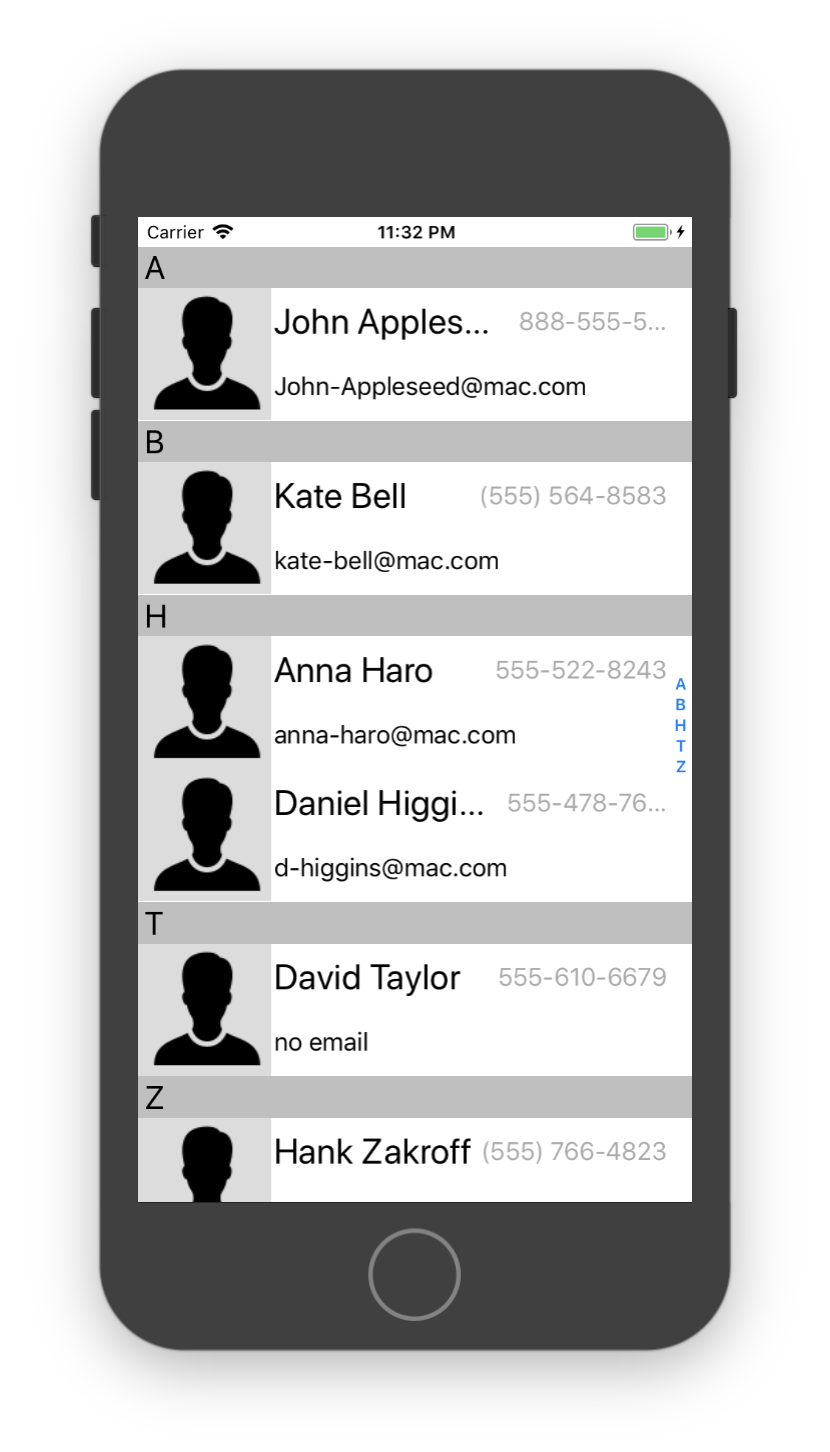 Carrier 11:32 PM
A
John Apples... 888-555-5...
John-Appleseed@mac.com
B
Kate Bell (555) 564-8583
kate-bell@mac.com
H
Anna Haro 555-522-8243
anna-haro@mac.com
Daniel Higgi... 555-478-76...
d-higgins@mac.com
T
David Taylor 555-610-6679
no email
Z
Hank Zakroff (555) 766-4823
A
B
H
T
Z